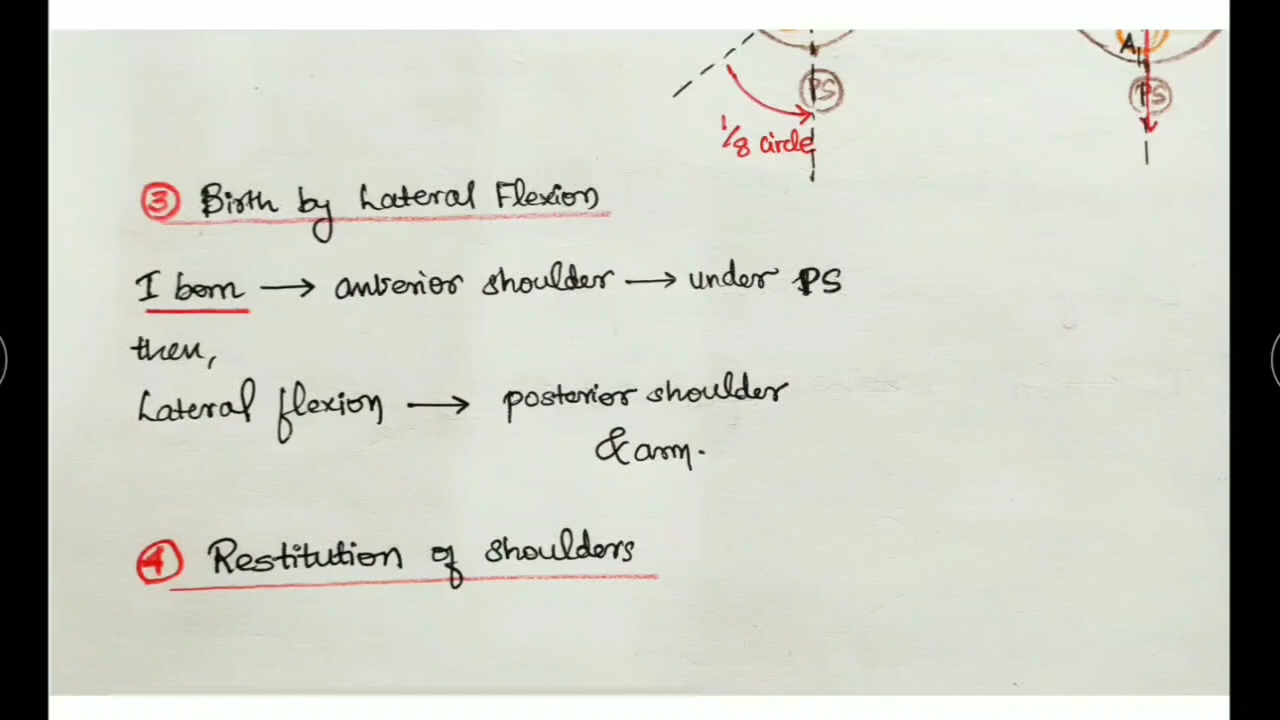 PS
A
PS
1/8 circle
③ Birth by Lateral Flexion
I born → anterior shoulder → under PS
then,
Lateral flexion → posterior shoulder
& arm.
④ Restitution of shoulders